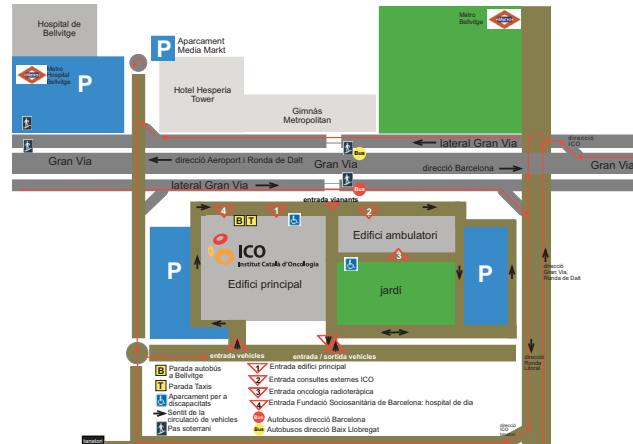 Hospital de
Bellvitge
Metro
Hospital
Bellvitge
P
P
Aparcament
Media Markt
Hotel Hesperia
Tower
Gimnàs
Metropolitan
Metro
Bellvitge
lateral Gran Via
direcció
ICO
Gran Via
direcció Aeroport i Ronda de Dalt
Bus
Gran Via
direcció Barcelona
Gran Via
lateral Gran Via
Bus
entrada vianants
4
1
2
B T
ICO
Institut Català d'Oncologia
Edifici principal
Edifici ambulatori
3
jardí
P
P
direcció
Gran Via,
Ronda de Dalt
direcció
Ronda
Litoral
entrada vehicles
entrada / sortida vehicles
B Parada autobús
a Bellvitge
T Parada Taxis
Aparcament per a
discapacitats
Sentit de la
circulació de vehicles
Pas soterrani
1 Entrada edifici principal
2 Entrada consultes externes ICO
3 Entrada oncologia radioteràpica
4 Entrada Fundació Sociosanitària de Barcelona: hospital de dia
Bus Autobusos direcció Barcelona
Bus Autobusos direcció Baix Llobregat
direcció
ICO
tanatori